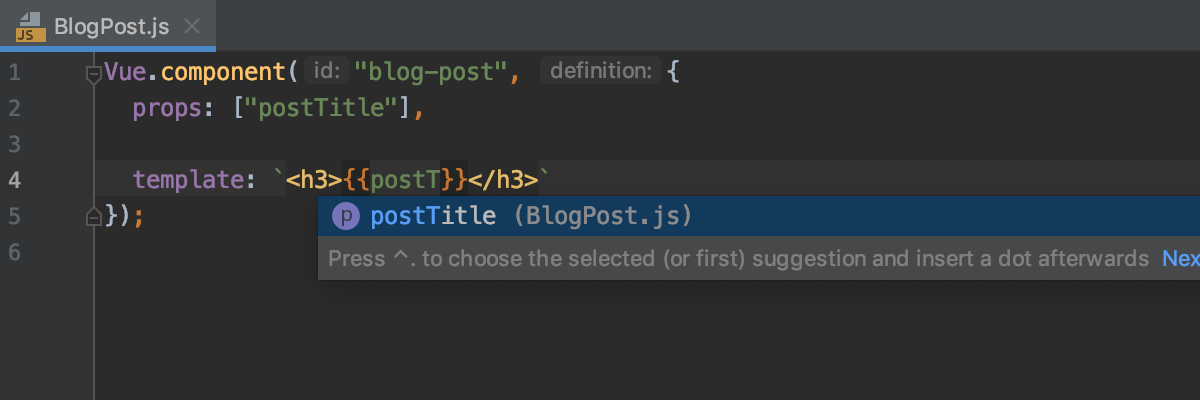 JS BlogPost.js
1 Vue.component( id: "blog-post", definition: {
2 props: ["postTitle"],
3
4 template: `<h3>{{postT}}</h3>`
p postTitle (BlogPost.js)
5 });
Press ^. to choose the selected (or first) suggestion and insert a dot afterwards Nex
6